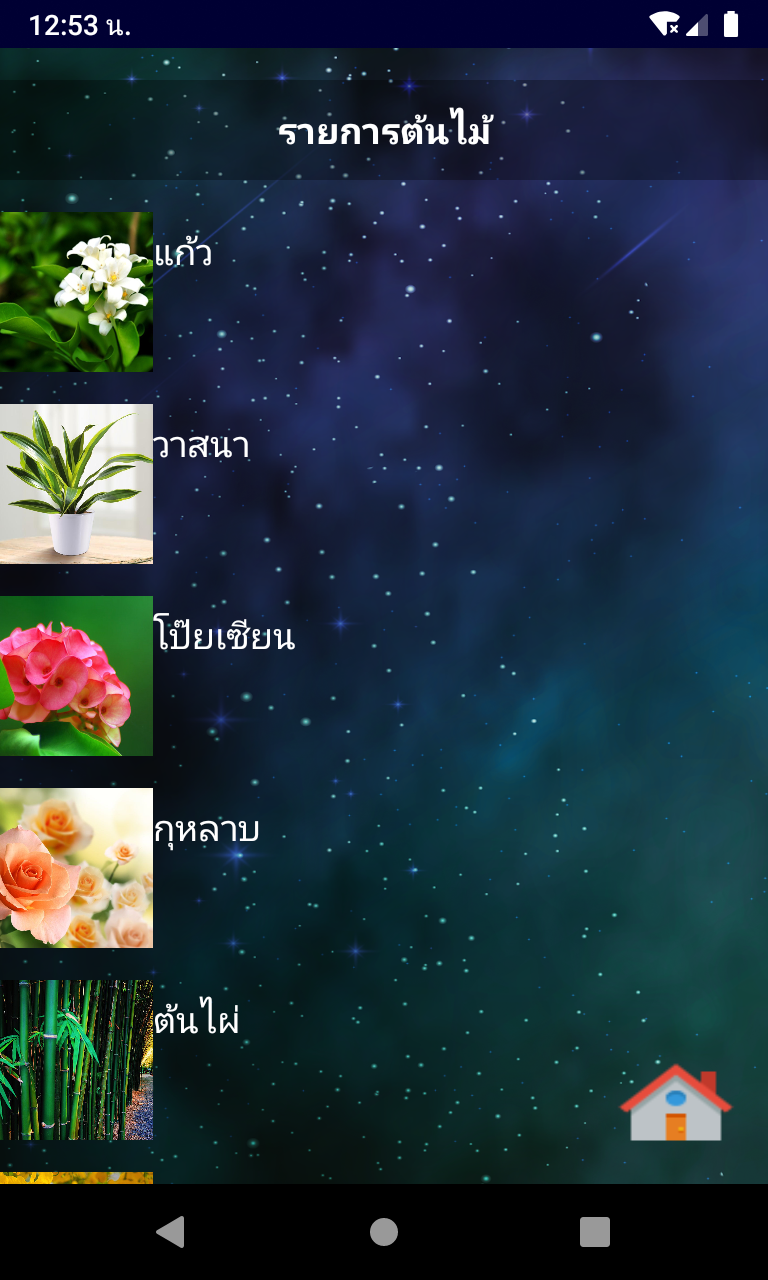 12:53 น.
รายการต้นไม้
แก้ว
วาสนา
โป๊ยเซียน
กุหลาบ
ต้นไผ่